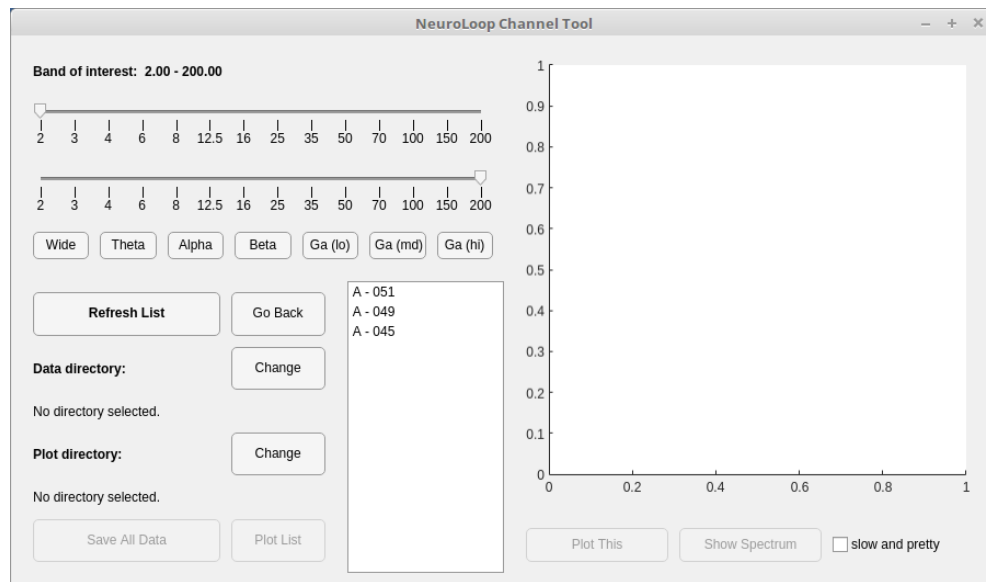 NeuroLoop Channel Tool
Band of interest: 2.00 - 200.00
2 3 4 6 8 12.5 16 25 35 50 70 100 150 200
2 3 4 6 8 12.5 16 25 35 50 70 100 150 200
Wide Theta Alpha Beta Ga (lo) Ga (md) Ga (hi)
Refresh List Go Back
Data directory: Change
No directory selected.
Plot directory: Change
No directory selected.
Save All Data Plot List
A - 051
A - 049
A - 045
1
0.9
0.8
0.7
0.6
0.5
0.4
0.3
0.2
0.1
0
0 0.2 0.4 0.6 0.8 1
Plot This Show Spectrum slow and pretty